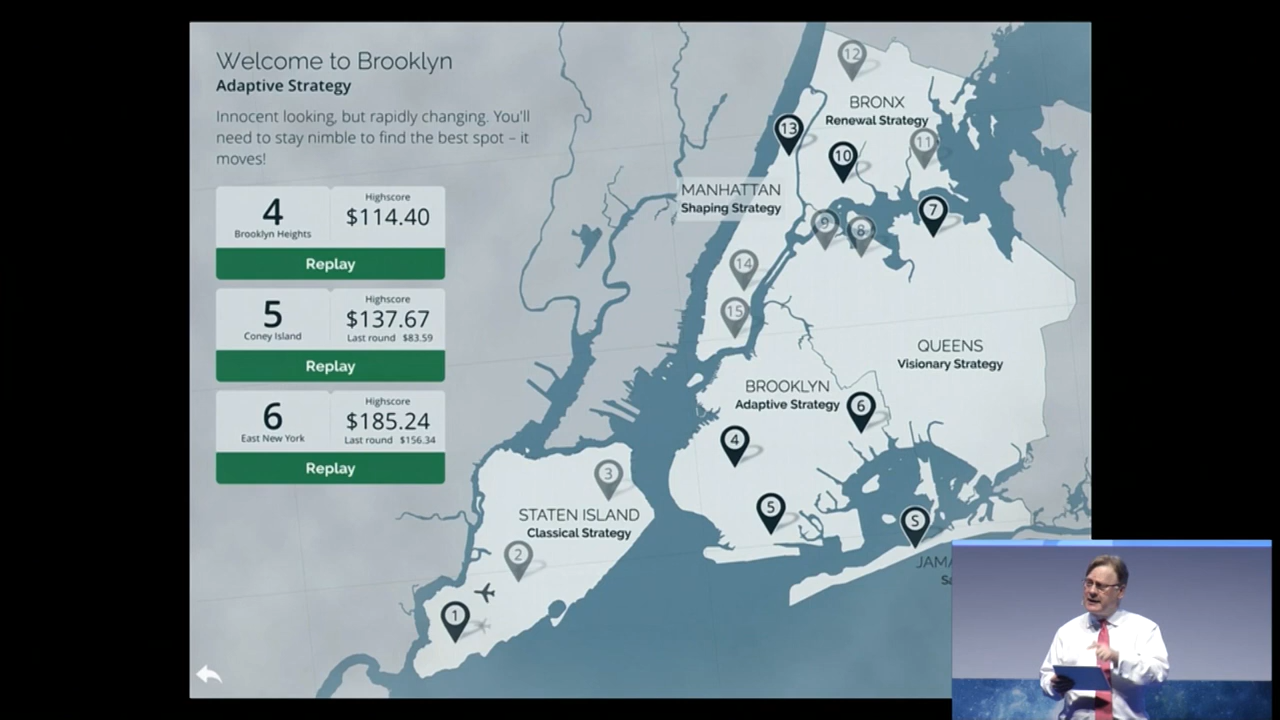 Welcome to Brooklyn
Adaptive Strategy
Innocent looking, but rapidly changing. You'll
need to stay nimble to find the best spot – it
moves!
4
Brooklyn Heights
Highscore
$114.40
Replay
5
Coney Island
Highscore
$137.67
Last round $83.59
Replay
6
East New York
Highscore
$185.24
Last round $156.34
Replay
12
BRONX
Renewal Strategy
13
10
11
MANHATTAN
Shaping Strategy
7
9
8
14
15
QUEENS
Visionary Strategy
BROOKLYN
Adaptive Strategy
6
4
3
5
S
STATEN ISLAND
Classical Strategy
2
1